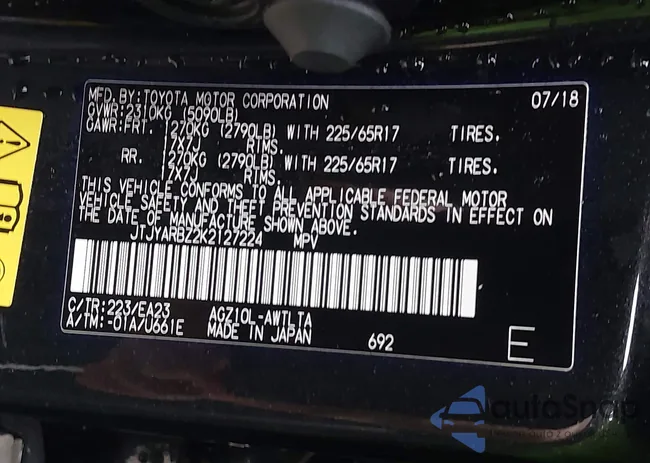 MFD.BY:TOYOTA MOTOR CORPORATION 07/18
GVWR:2310KG (5090LB)
GAWR:FRT. 1270KG (2790LB) WITH 225/65R17 TIRES.
17X7J RIMS.
RR. 1270KG (2790LB) WITH 225/65R17 TIRES.
17X7J RIMS.
THIS VEHICLE CONFORMS TO ALL APPLICABLE FEDERAL MOTOR
VEHICLE SAFETY AND THEFT PREVENTION STANDARDS IN EFFECT ON
THE DATE OF MANUFACTURE SHOWN ABOVE.
JTJYARBZ2K2127224 MPV
C/TR:223/EA23 AGZ10L-AWTLTA
A/TM:-01A/U661E MADE IN JAPAN 692 E
autoSnap